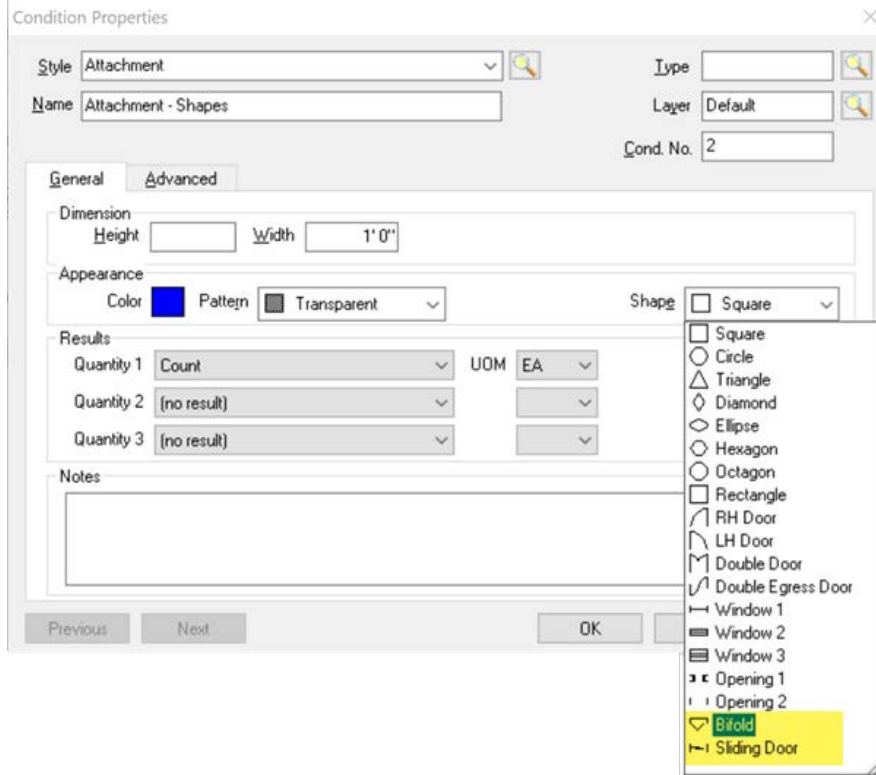 Condition Properties
Style Attachment Type
Name Attachment - Shapes Layer Default
Cond. No. 2
General Advanced
Dimension
Height Width 1' 0"
Appearance
Color Pattern Transparent Shape Square
Results
Quantity 1 Count UOM EA
Quantity 2 (no result)
Quantity 3 (no result)
Notes
Previous Next OK
Square
Circle
Triangle
Diamond
Ellipse
Hexagon
Octagon
Rectangle
RH Door
LH Door
Double Door
Double Egress Door
Window 1
Window 2
Window 3
Opening 1
Opening 2
Bifold
Sliding Door